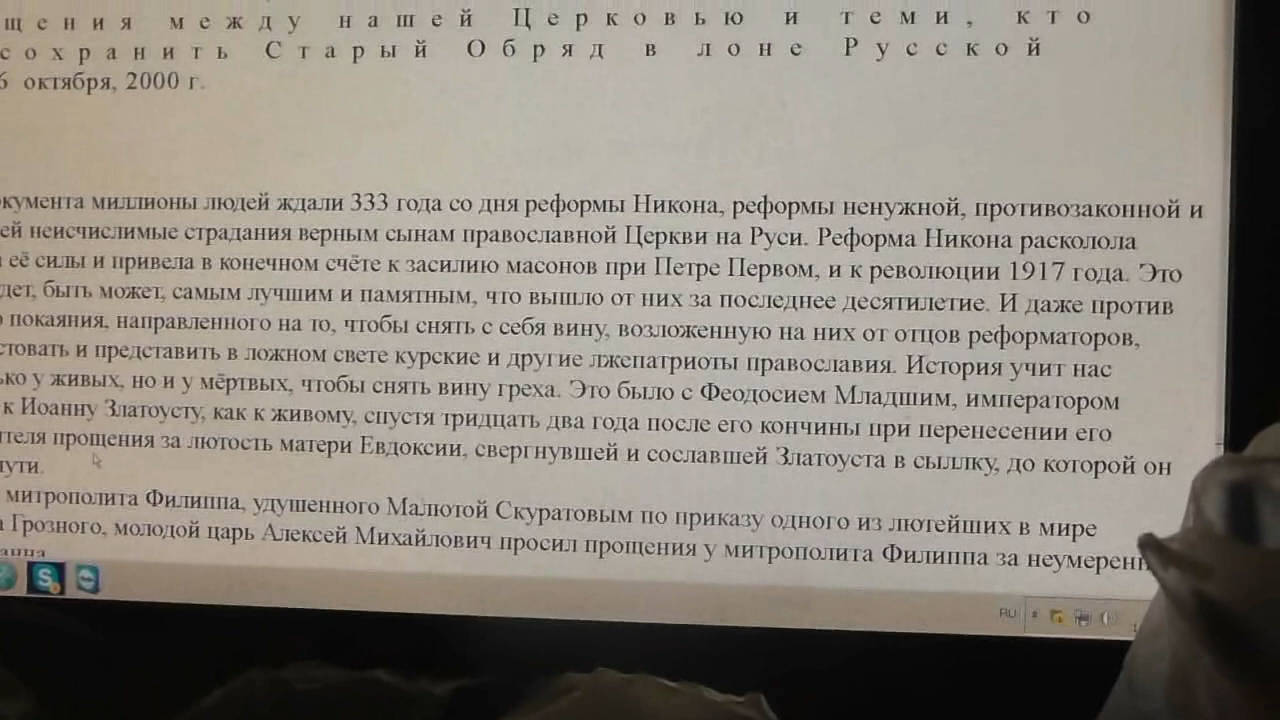 щения между нашей Церковью и теми, кто
сохранить Старый Обряд в лоне Русской
6 октября, 2000 г.
кумента миллионы людей ждали 333 года со дня реформы Никона, реформы ненужной, противозаконной и
ей неисчислимые страдания верным сынам православной Церкви на Руси. Реформа Никона расколола
её силы и привела в конечном счёте к засилию масонов при Петре Первом, и к революции 1917 года. Это
дет, быть может, самым лучшим и памятным, что вышло от них за последнее десятилетие. И даже против
о покаяния, направленного на то, чтобы снять с себя вину, возложенную на них от отцов реформаторов,
стовать и представить в ложном свете курские и другие лжепатриоты православия. История учит нас
ько у живых, но и у мёртвых, чтобы снять вину греха. Это было с Феодосием Младшим, императором
к Иоанну Златоусту, как к живому, спустя тридцать два года после его кончины при перенесении его
ителя прощения за лютость матери Евдоксии, свергнувшей и сославшей Златоуста в сыллку, до которой он
пути.
митрополита Филиппа, удушенного Малютой Скуратовым по приказу одного из лютейших в мире
а Грозного, молодой царь Алексей Михайлович просил прощения у митрополита Филиппа за неумеренн
RU